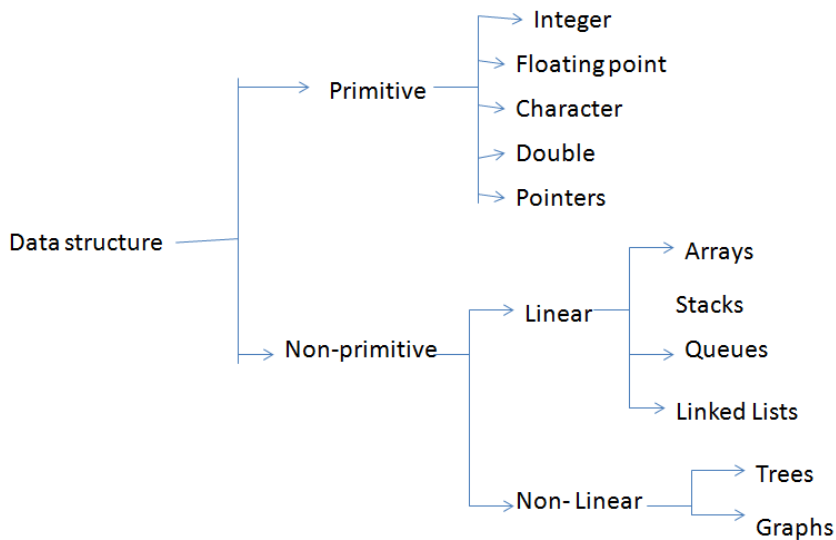 Integer
Floating point
Primitive
Character
Double
Pointers
Data structure
Arrays
Stacks
Linear
Non-primitive
Queues
Linked Lists
Trees
Non- Linear
Graphs